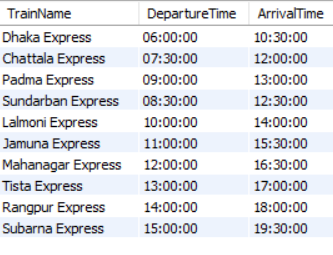 TrainName DepartureTime ArrivalTime
Dhaka Express 06:00:00 10:30:00
Chattala Express 07:30:00 12:00:00
Padma Express 09:00:00 13:00:00
Sundarban Express 08:30:00 12:30:00
Lalmoni Express 10:00:00 14:00:00
Jamuna Express 11:00:00 15:30:00
Mahanagar Express 12:00:00 16:30:00
Tista Express 13:00:00 17:00:00
Rangpur Express 14:00:00 18:00:00
Subarna Express 15:00:00 19:30:00